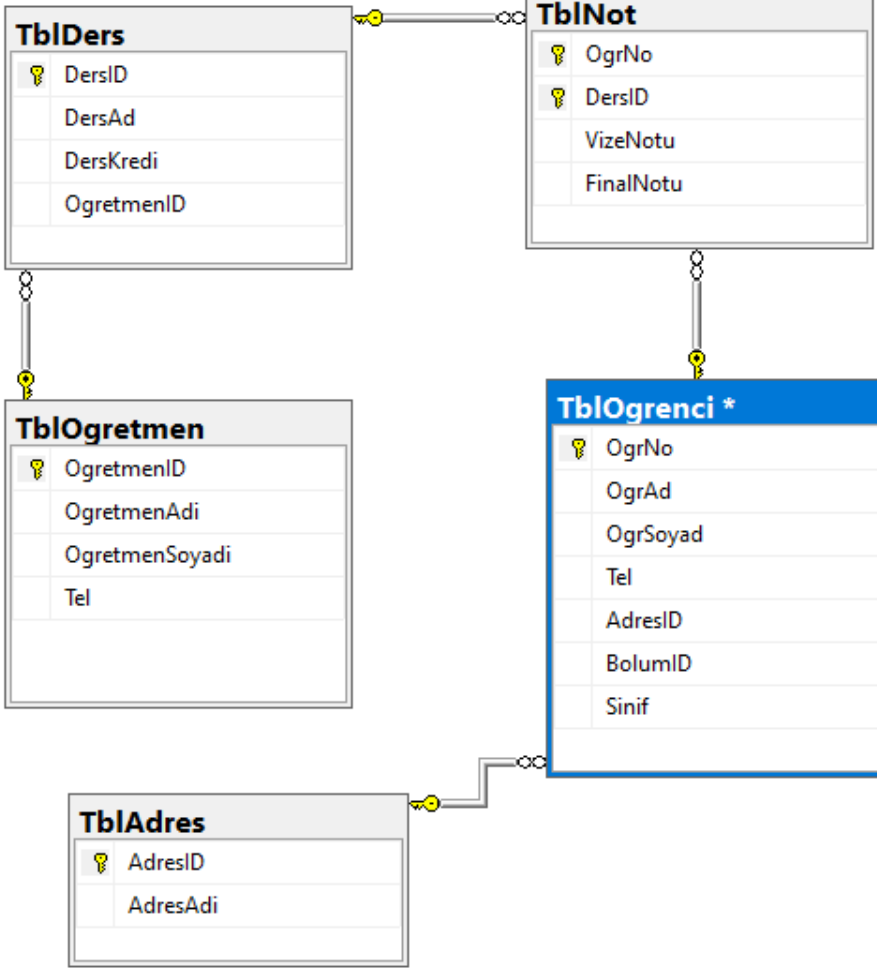 TblDers
DersID
DersAd
DersKredi
OgretmenID
TblNot
OgrNo
DersID
VizeNotu
FinalNotu
TblOgretmen
OgretmenID
OgretmenAdi
OgretmenSoyadi
Tel
TblOgrenci *
OgrNo
OgrAd
OgrSoyad
Tel
AdresID
BolumID
Sinif
TblAdres
AdresID
AdresAdi